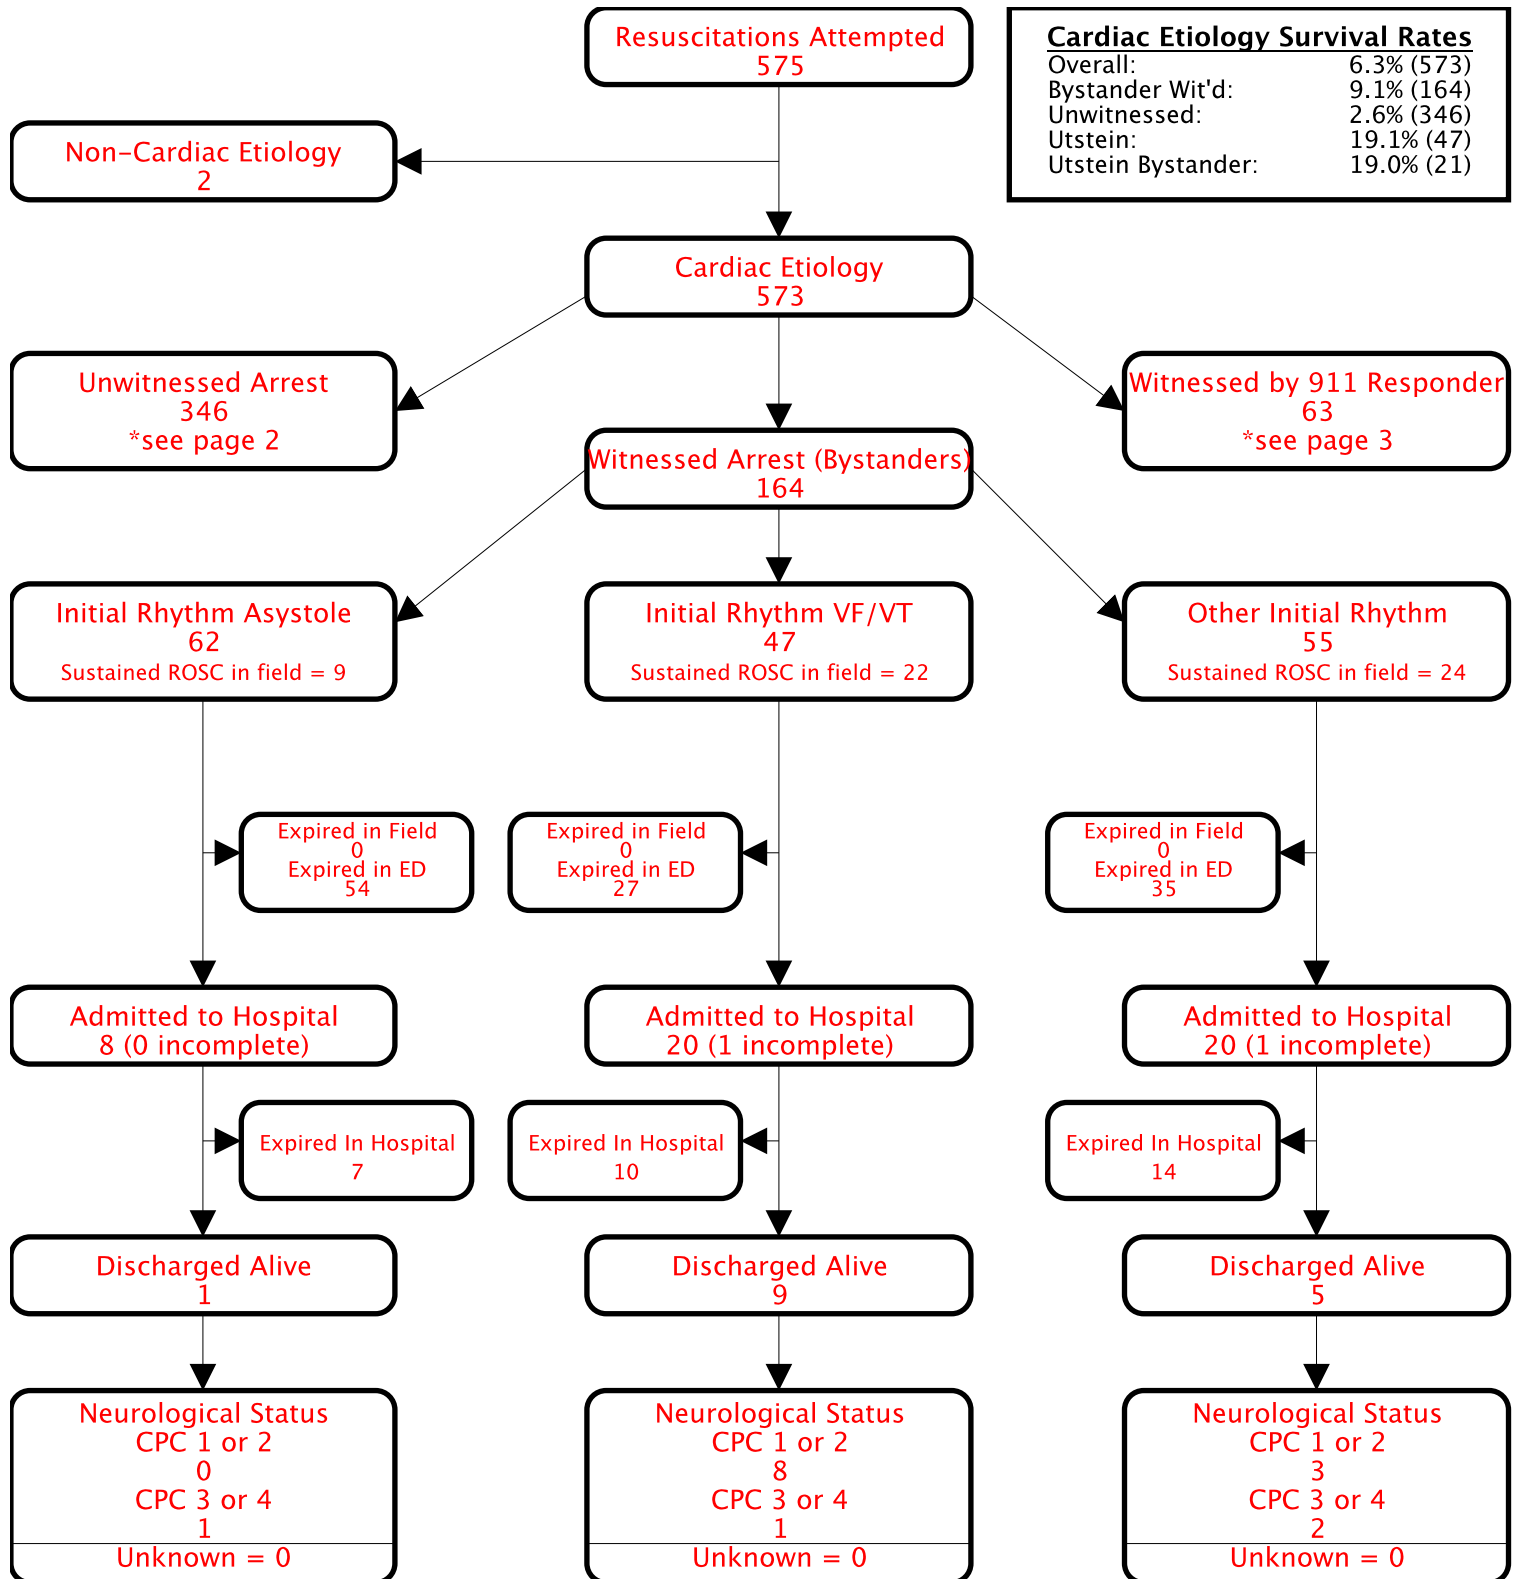 Resuscitations Attempted
575
Cardiac Etiology Survival Rates
Overall: 6.3% (573)
Bystander Wit'd: 9.1% (164)
Unwitnessed: 2.6% (346)
Utstein: 19.1% (47)
Utstein Bystander: 19.0% (21)
Non-Cardiac Etiology
2
Cardiac Etiology
573
Unwitnessed Arrest
346
*see page 2
Witnessed by 911 Responder
63
*see page 3
Witnessed Arrest (Bystanders)
164
Initial Rhythm Asystole
62
Sustained ROSC in field = 9
Initial Rhythm VF/VT
47
Sustained ROSC in field = 22
Other Initial Rhythm
55
Sustained ROSC in field = 24
Expired in Field
0
Expired in ED
54
Expired in Field
0
Expired in ED
27
Expired in Field
0
Expired in ED
35
Admitted to Hospital
8 (0 incomplete)
Admitted to Hospital
20 (1 incomplete)
Admitted to Hospital
20 (1 incomplete)
Expired In Hospital
7
Expired In Hospital
10
Expired In Hospital
14
Discharged Alive
1
Discharged Alive
9
Discharged Alive
5
Neurological Status
CPC 1 or 2
0
CPC 3 or 4
1
Unknown = 0
Neurological Status
CPC 1 or 2
8
CPC 3 or 4
1
Unknown = 0
Neurological Status
CPC 1 or 2
3
CPC 3 or 4
2
Unknown = 0